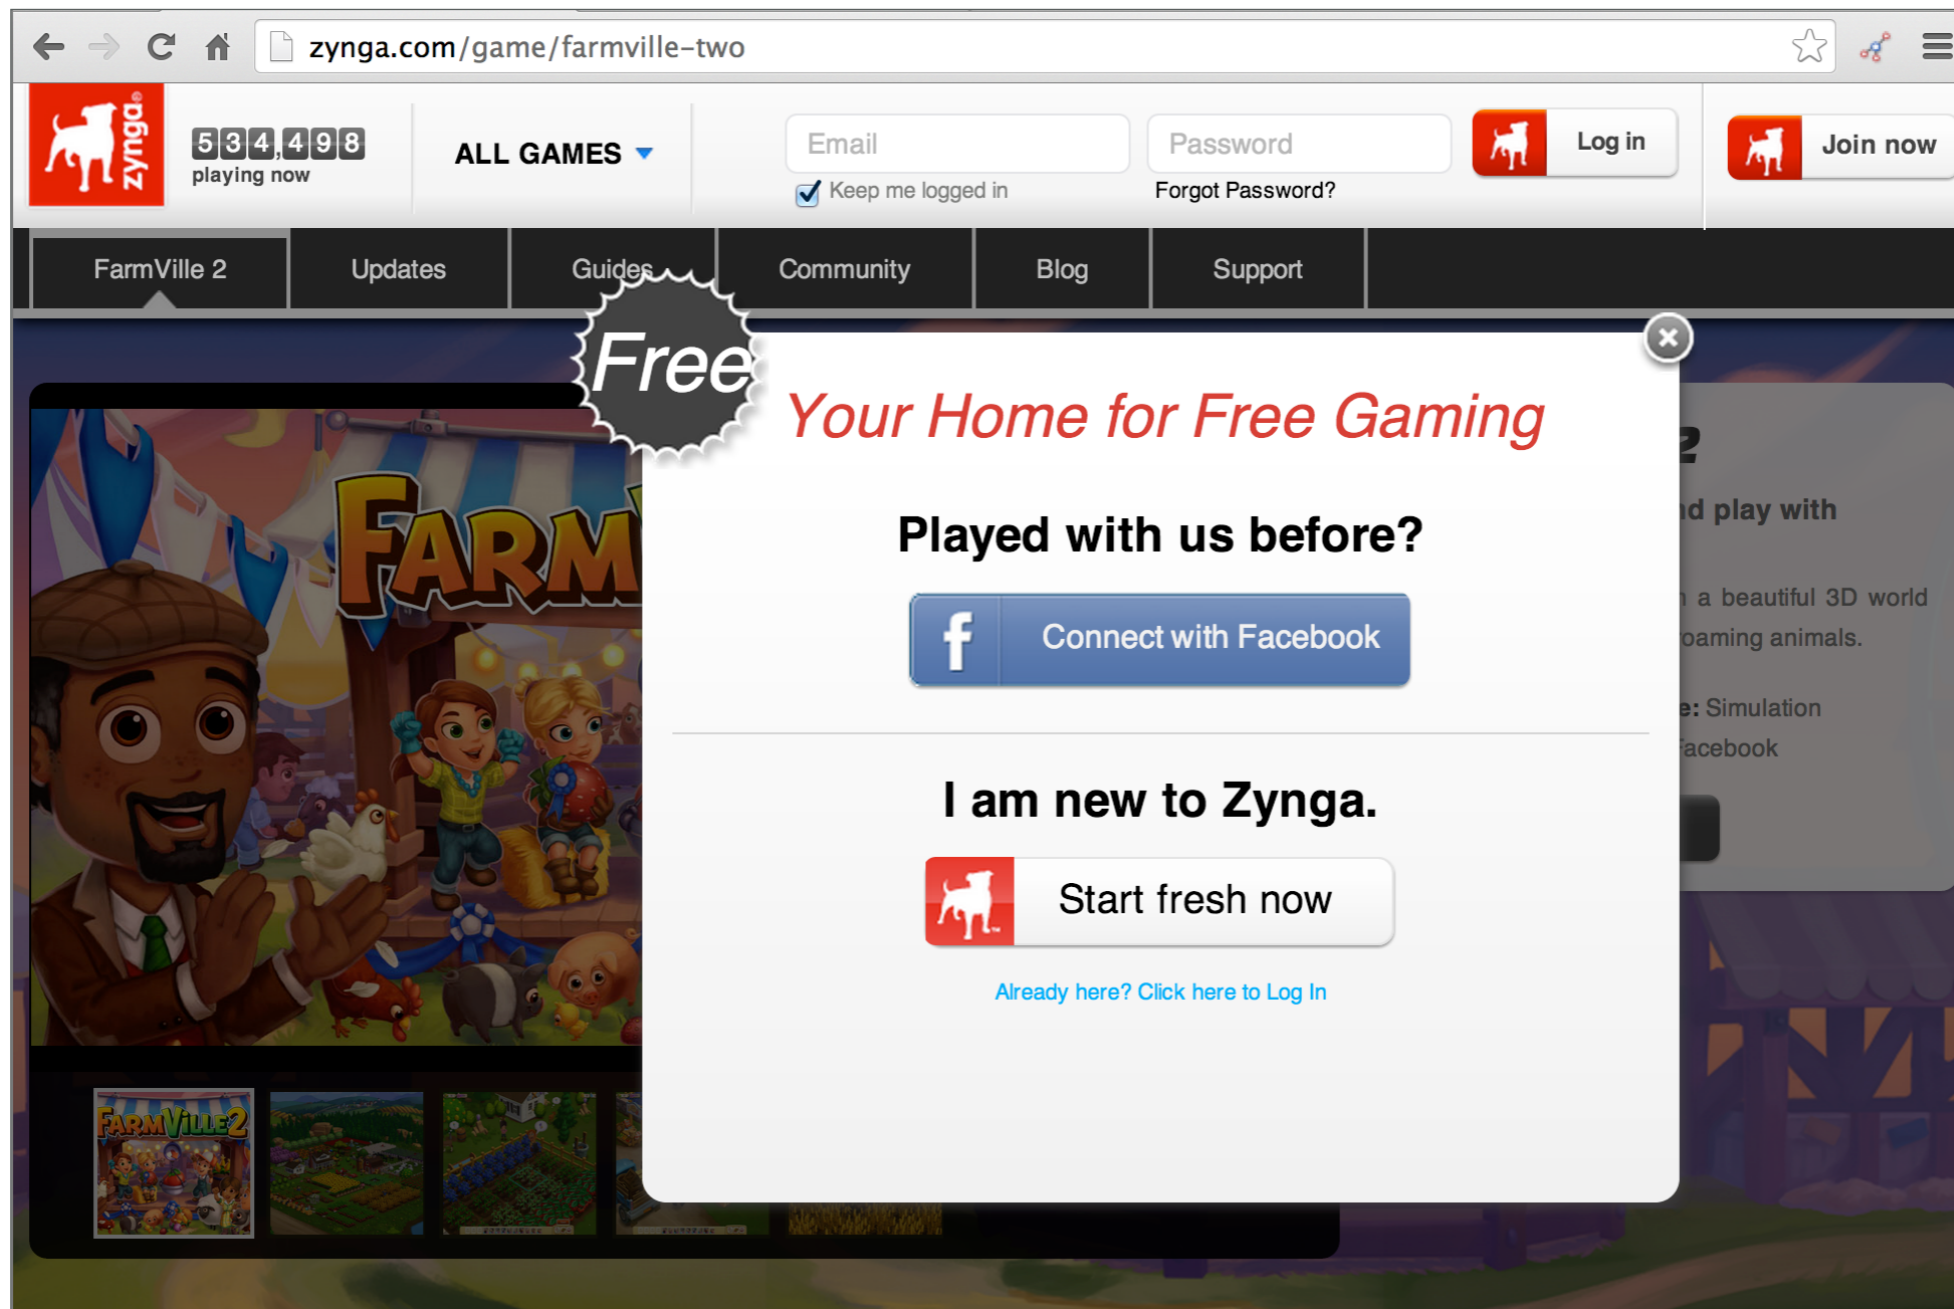 zynga.com/game/farmville-two
zynga
534,498
playing now
ALL GAMES
Email
Password
Log in
Join now
Keep me logged in
Forgot Password?
FarmVille 2
Updates
Guides
Community
Blog
Support
Free
Your Home for Free Gaming
2
nd play with
FARM
Played with us before?
a beautiful 3D world
oaming animals.
f
Connect with Facebook
e: Simulation
Facebook
I am new to Zynga.
Start fresh now
Already here? Click here to Log In
FARMVILLE2